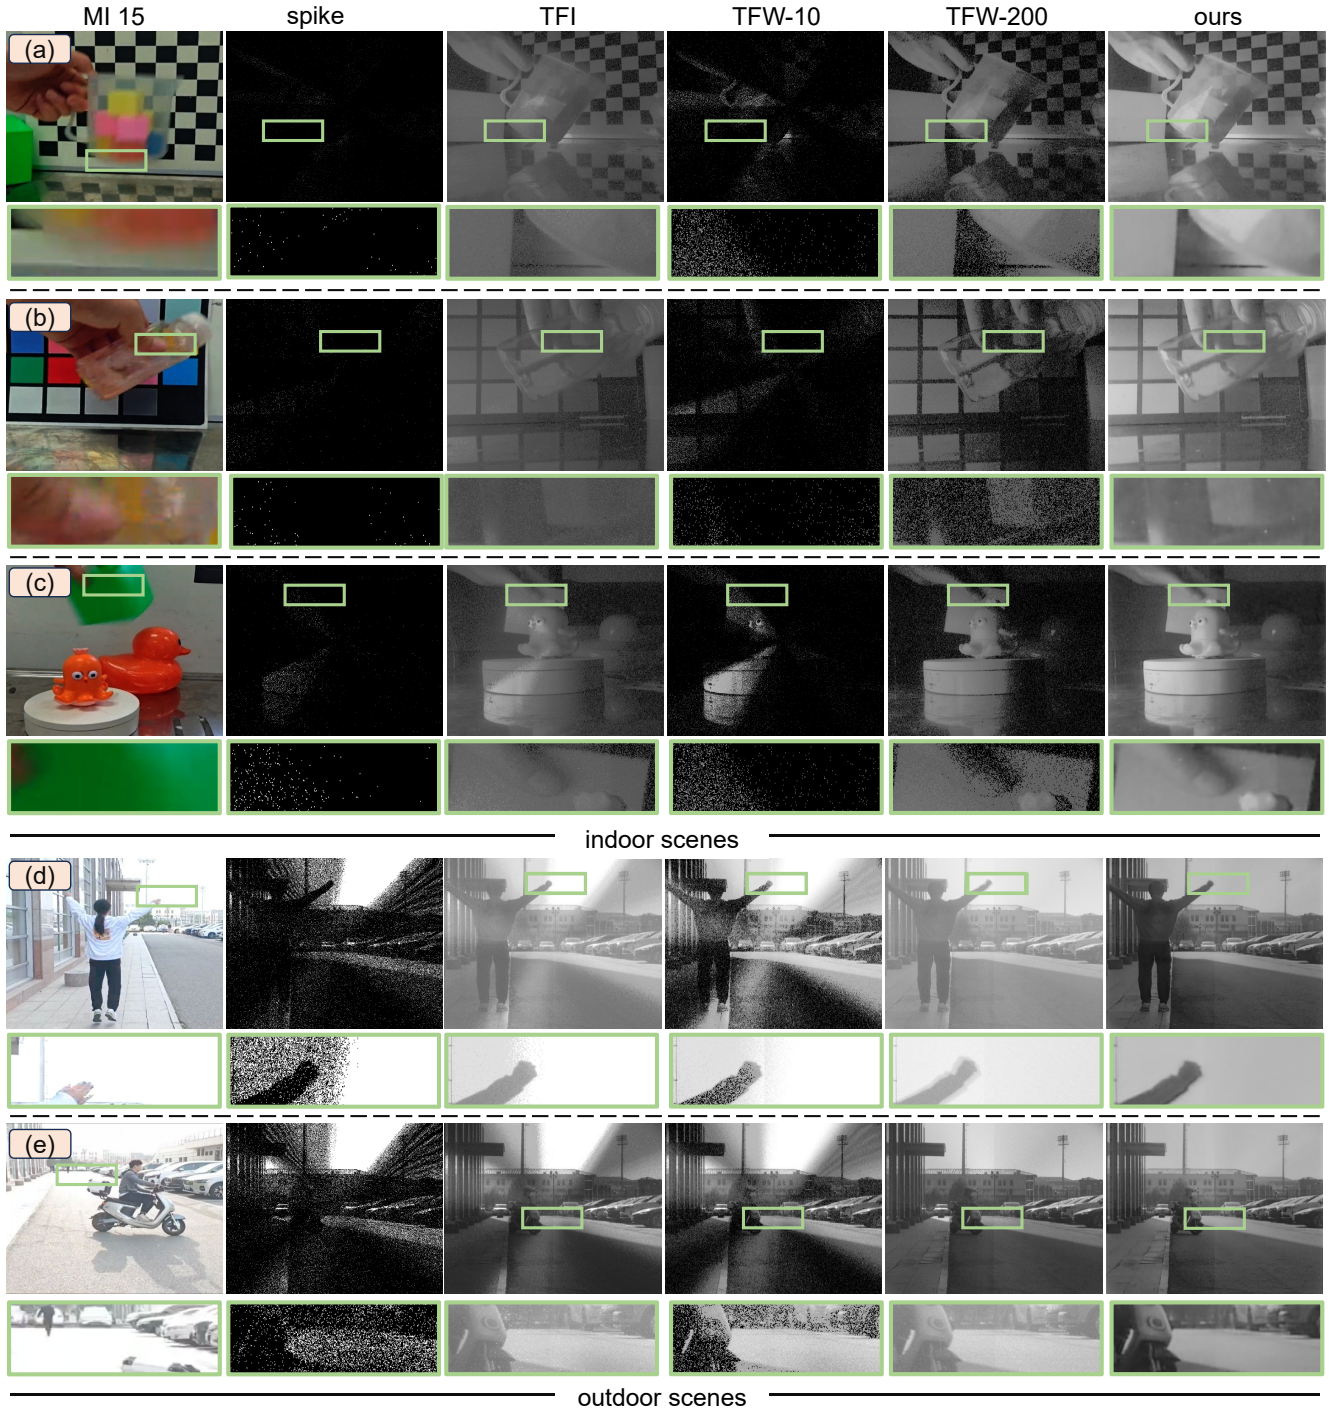 MI 15 spike TFI TFW-10 TFW-200 ours
(a)
(b)
(c)
indoor scenes
(d)
(e)
outdoor scenes